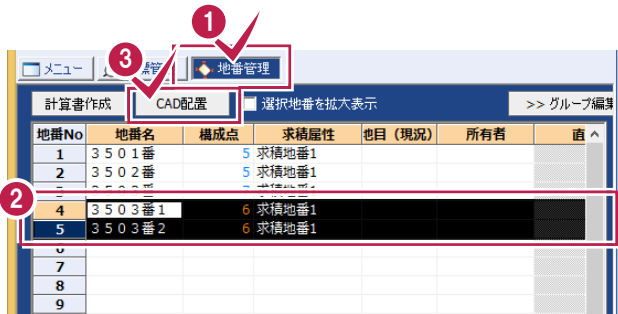 1
3
メニュー 地番管理
計算書作成 CAD配置 選択地番を拡大表示 >> グループ編集
地番No 地番名 構成点 求積属性 地目（現況） 所有者 直
1 ３５０１番 5 求積地番1
2 ３５０２番 5 求積地番1
2
4 ３５０３番１ 6 求積地番1
5 ３５０３番２ 6 求積地番1
6
7
8
9